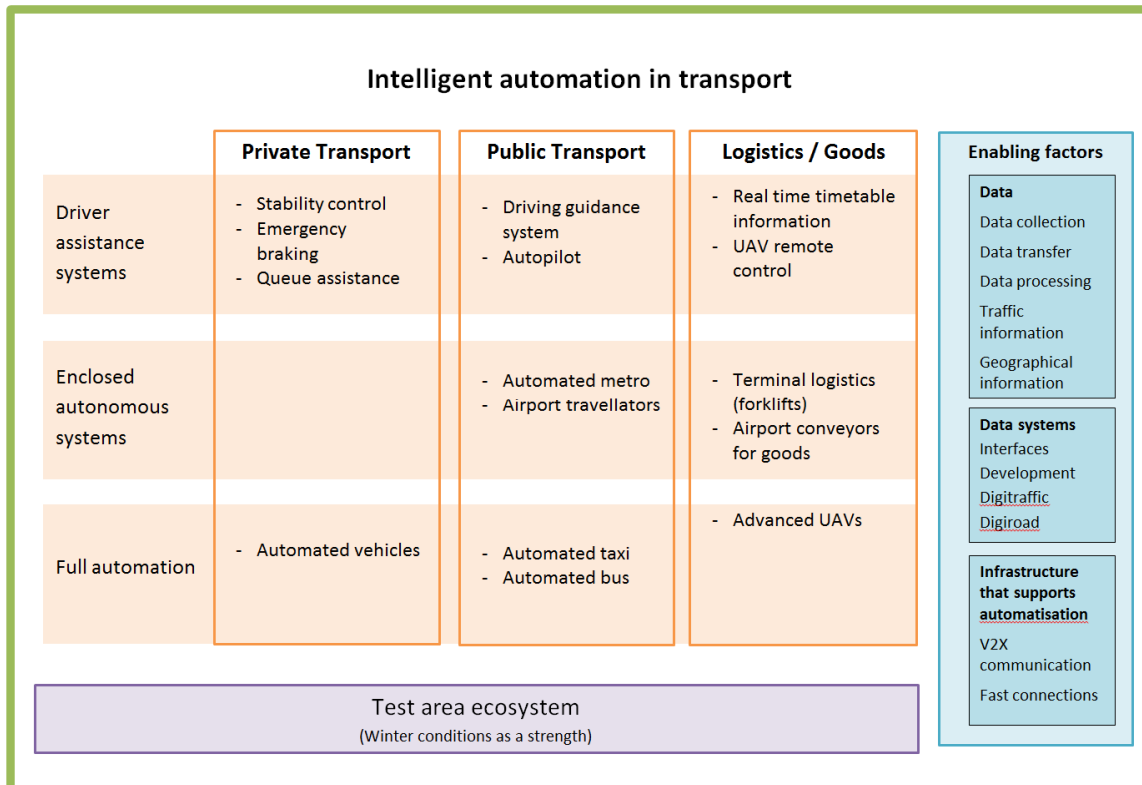 Intelligent automation in transport
Private Transport
Public Transport
Logistics / Goods
Driver
assistance
systems
- Stability control
- Emergency
braking
- Queue assistance
- Driving guidance
system
- Autopilot
- Real time timetable
information
- UAV remote
control
Enclosed
autonomous
systems
- Automated metro
- Airport travellators
- Terminal logistics
(forklifts)
- Airport conveyors
for goods
Full automation
- Automated vehicles
- Automated taxi
- Automated bus
- Advanced UAVs
Test area ecosystem
(Winter conditions as a strength)
Enabling factors
Data
Data collection
Data transfer
Data processing
Traffic
information
Geographical
information
Data systems
Interfaces
Development
Digitraffic
Digiroad
Infrastructure
that supports
automatisation
V2X
communication
Fast connections